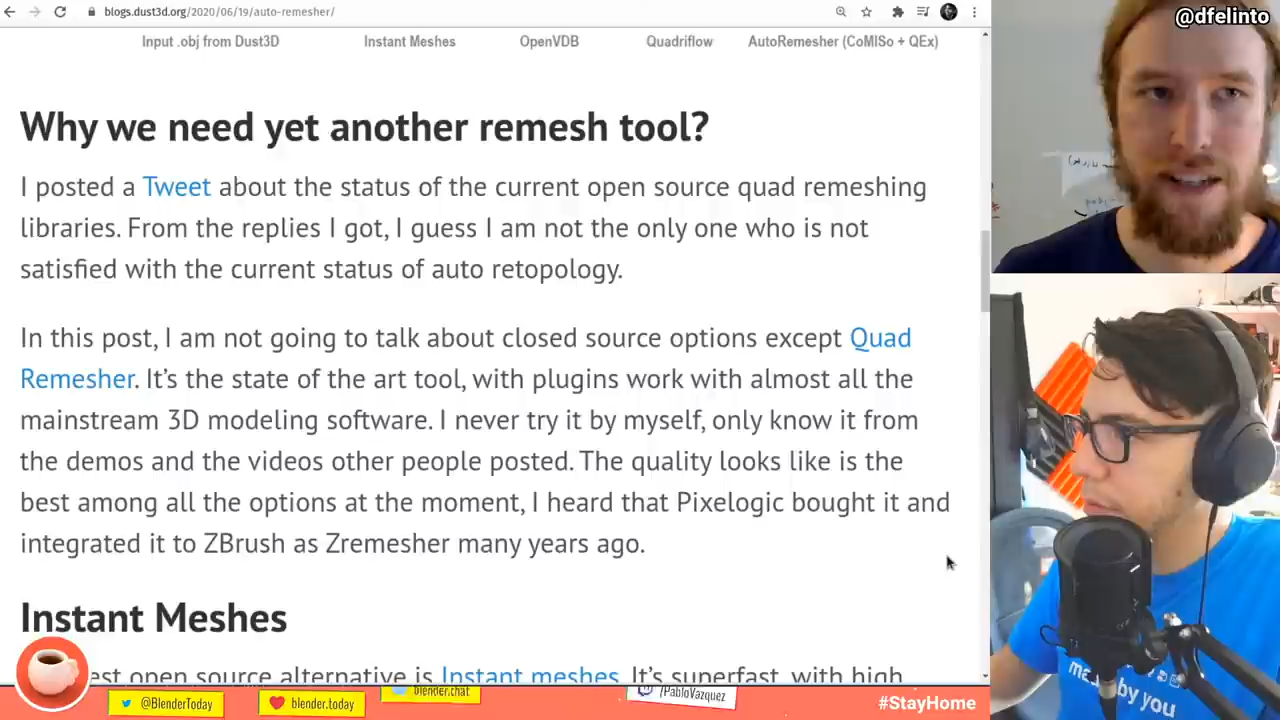 blogs.dust3d.org/2020/06/19/auto-remesher/
@dfelinto
Input .obj from Dust3D Instant Meshes OpenVDB Quadriflow AutoRemesher (CoMISo + QEx)
Why we need yet another remesh tool?
I posted a Tweet about the status of the current open source quad remeshing
libraries. From the replies I got, I guess I am not the only one who is not
satisfied with the current status of auto retopology.
In this post, I am not going to talk about closed source options except Quad
Remesher. It's the state of the art tool, with plugins work with almost all the
mainstream 3D modeling software. I never try it by myself, only know it from
the demos and the videos other people posted. The quality looks like is the
best among all the options at the moment, I heard that Pixelogic bought it and
integrated it to ZBrush as Zremesher many years ago.
Instant Meshes
est open source alternative is Instant meshes. It's superfast, with high
by you
@BlenderToday
blender.today
blender.chat
/PabloVazquez
#StayHome